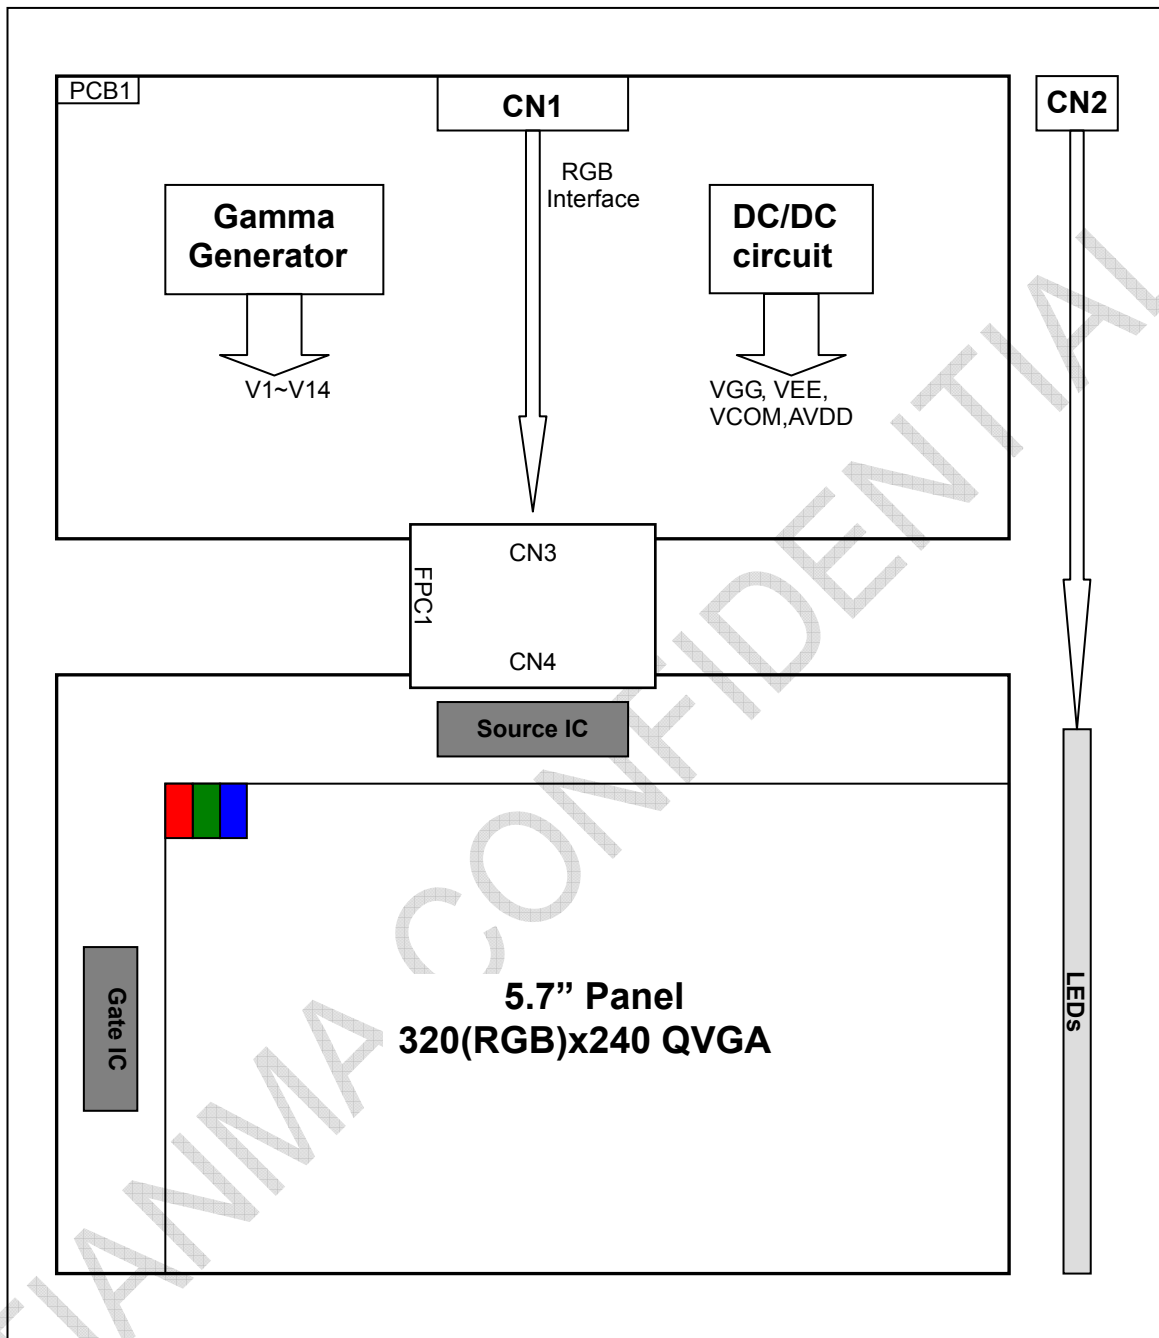 PCB1
CN1
CN2
RGB
Interface
Gamma
Generator
DC/DC
circuit
V1~V14
VGG, VEE,
VCOM,AVDD
CN3
FPC1
CN4
Source IC
Gate IC
5.7” Panel
320(RGB)x240 QVGA
LEDs
TIANMA CONFIDENTIAL